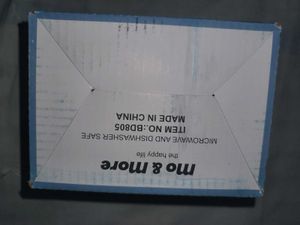 mo & more
the happy life
MICROWAVE AND DISHWASHER SAFE
ITEM NO.:BD805
MADE IN CHINA